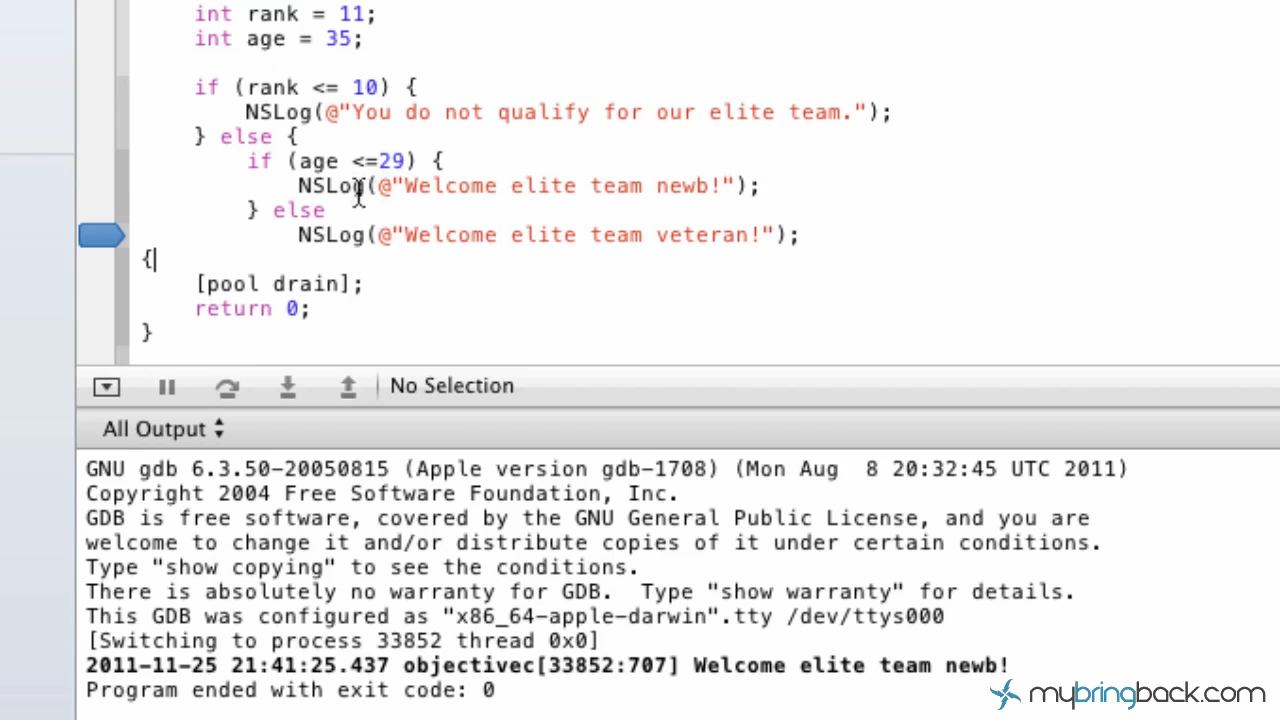 int rank = 11;
int age = 35;
if (rank <= 10) {
NSLog(@"You do not qualify for our elite team.");
} else {
if (age <=29) {
NSLog(@"Welcome elite team newb!");
} else
NSLog(@"Welcome elite team veteran!");
{
[pool drain];
return 0;
}
No Selection
All Output
GNU gdb 6.3.50-20050815 (Apple version gdb-1708) (Mon Aug  8 20:32:45 UTC 2011)
Copyright 2004 Free Software Foundation, Inc.
GDB is free software, covered by the GNU General Public License, and you are
welcome to change it and/or distribute copies of it under certain conditions.
Type "show copying" to see the conditions.
There is absolutely no warranty for GDB.  Type "show warranty" for details.
This GDB was configured as "x86_64-apple-darwin".tty /dev/ttys000
[Switching to process 33852 thread 0x0]
2011-11-25 21:41:25.437 objectivec[33852:707] Welcome elite team newb!
Program ended with exit code: 0
mybringback.com